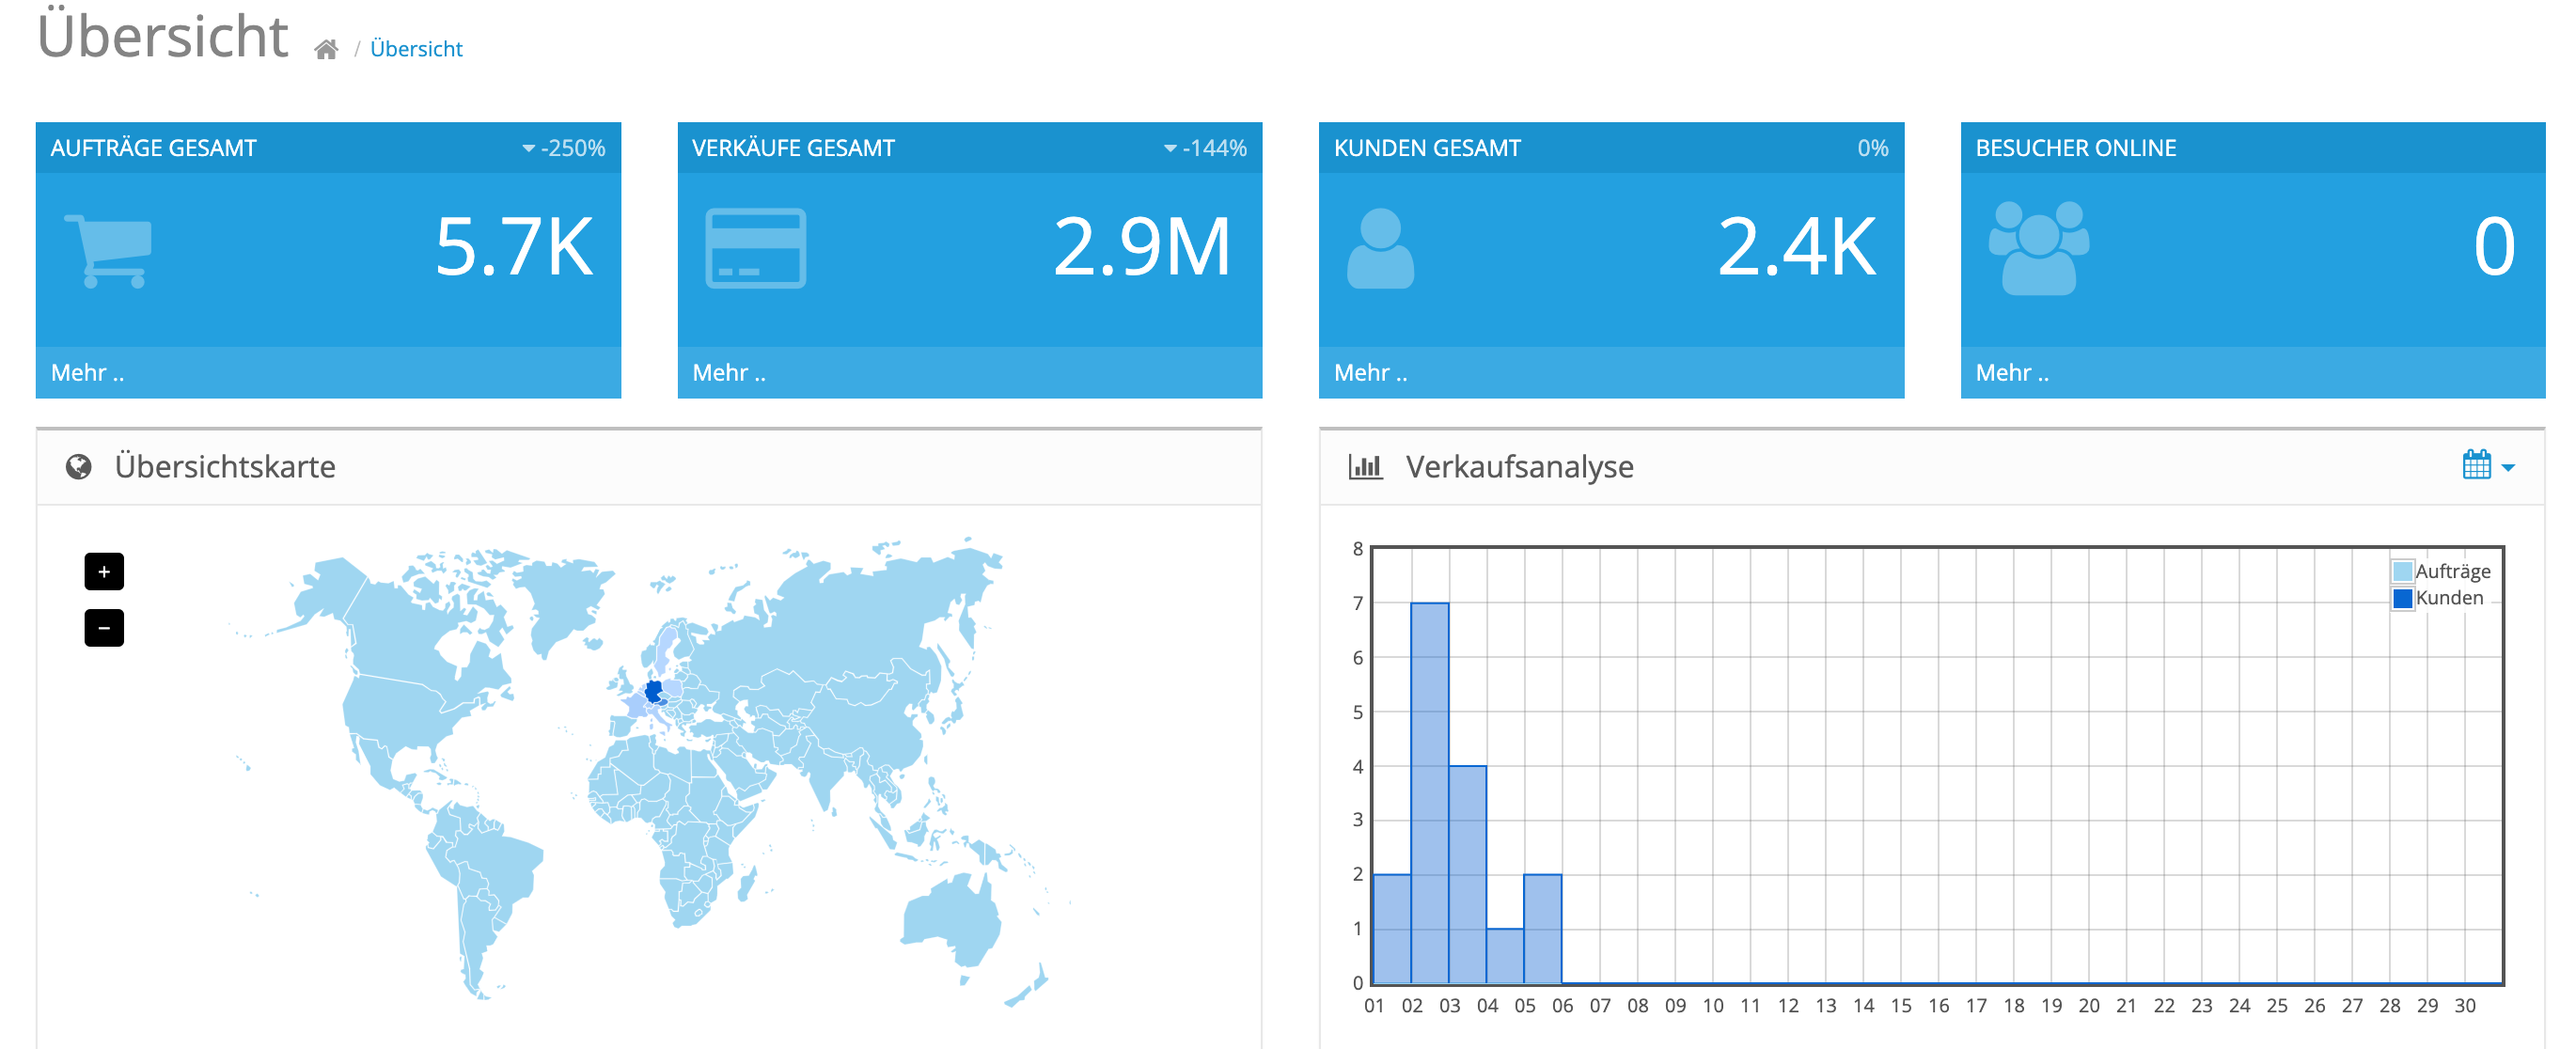 Übersicht / Übersicht
AUFTRÄGE GESAMT -250%
5.7K
Mehr ..
VERKÄUFE GESAMT -144%
2.9M
Mehr ..
KUNDEN GESAMT 0%
2.4K
Mehr ..
BESUCHER ONLINE
0
Mehr ..
Übersichtskarte
+
−
Verkaufsanalyse
Aufträge
Kunden
8
7
6
5
4
3
2
1
0
01 02 03 04 05 06 07 08 09 10 11 12 13 14 15 16 17 18 19 20 21 22 23 24 25 26 27 28 29 30